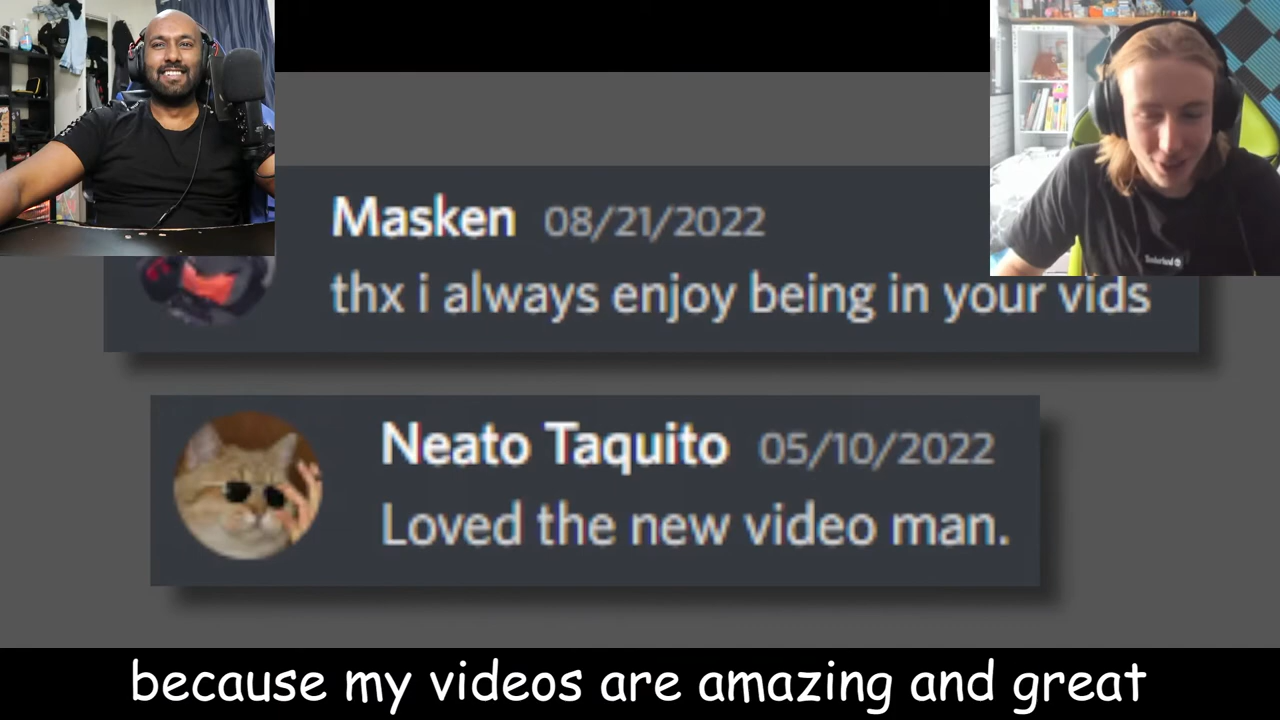 Masken 08/21/2022
thx i always enjoy being in your vids
Neato Taquito 05/10/2022
Loved the new video man.
because my videos are amazing and great